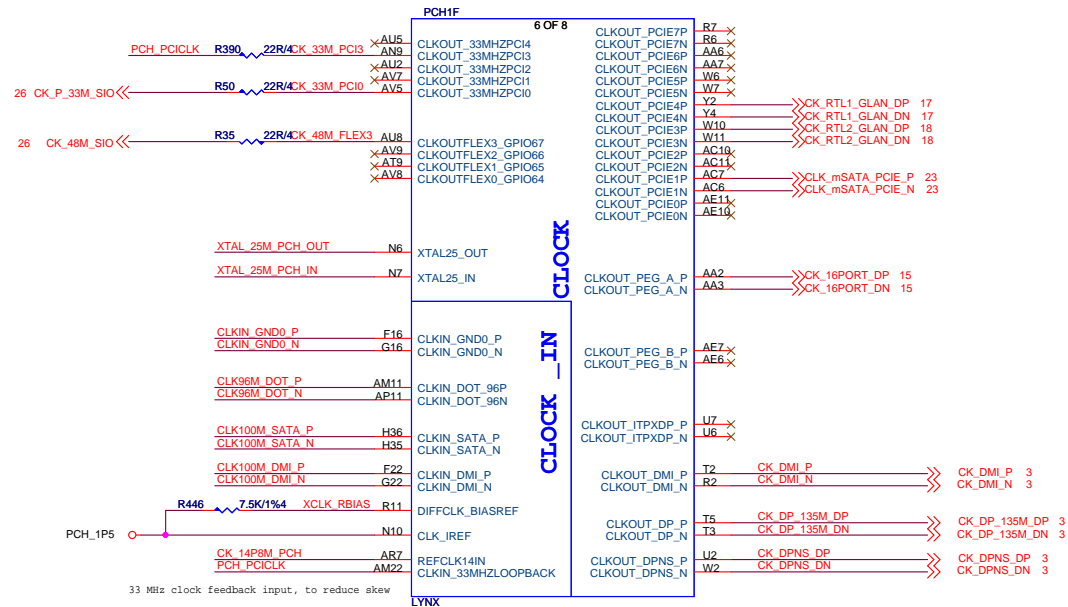 PCH1F
6 OF 8
PCH_PCICLK R390 22R/4 CK_33M_PCI3
26 CK_P_33M_SIO R50 22R/4 CK_33M_PCI0
26 CK_48M_SIO R35 22R/4 CK_48M_FLEX3
AU5 CLKOUT_33MHZPCI4
AN9 CLKOUT_33MHZPCI3
AU2 CLKOUT_33MHZPCI2
AV7 CLKOUT_33MHZPCI1
AV5 CLKOUT_33MHZPCI0
AU8 CLKOUTFLEX3_GPIO67
AV9 CLKOUTFLEX2_GPIO66
AT9 CLKOUTFLEX1_GPIO65
AV8 CLKOUTFLEX0_GPIO64
XTAL_25M_PCH_OUT N6 XTAL25_OUT
XTAL_25M_PCH_IN N7 XTAL25_IN
CLOCK
CLKIN_GND0_P F16 CLKIN_GND0_P
CLKIN_GND0_N G16 CLKIN_GND0_N
CLK96M_DOT_P AM11 CLKIN_DOT_96P
CLK96M_DOT_N AP11 CLKIN_DOT_96N
CLK100M_SATA_P H36 CLKIN_SATA_P
CLK100M_SATA_N H35 CLKIN_SATA_N
CLK100M_DMI_P F22 CLKIN_DMI_P
CLK100M_DMI_N G22 CLKIN_DMI_N
R446 7.5K/1%4 XCLK_RBIAS R11 DIFFCLK_BIASREF
PCH_1P5 N10 CLK_IREF
CK_14P8M_PCH AR7 REFCLK14IN
PCH_PCICLK AM22 CLKIN_33MHZLOOPBACK
CLOCK _IN
33 MHz clock feedback input, to reduce skew
LYNX
CLKOUT_PCIE7P R7
CLKOUT_PCIE7N R6
CLKOUT_PCIE6P AA6
CLKOUT_PCIE6N AA7
CLKOUT_PCIE5P W6
CLKOUT_PCIE5N W7
CLKOUT_PCIE4P Y2 CK_RTL1_GLAN_DP 17
CLKOUT_PCIE4N Y4 CK_RTL1_GLAN_DN 17
CLKOUT_PCIE3P W10 CK_RTL2_GLAN_DP 18
CLKOUT_PCIE3N W11 CK_RTL2_GLAN_DN 18
CLKOUT_PCIE2P AC10
CLKOUT_PCIE2N AC11
CLKOUT_PCIE1P AC7 CLK_mSATA_PCIE_P 23
CLKOUT_PCIE1N AC6 CLK_mSATA_PCIE_N 23
CLKOUT_PCIE0P AE11
CLKOUT_PCIE0N AE10
CLKOUT_PEG_A_P AA2 CK_16PORT_DP 15
CLKOUT_PEG_A_N AA3 CK_16PORT_DN 15
CLKOUT_PEG_B_P AE7
CLKOUT_PEG_B_N AE6
CLKOUT_ITPXDP_P U7
CLKOUT_ITPXDP_N U6
CLKOUT_DMI_P T2 CK_DMI_P CK_DMI_P 3
CLKOUT_DMI_N R2 CK_DMI_N CK_DMI_N 3
CLKOUT_DP_P T5 CK_DP_135M_DP CK_DP_135M_DP 3
CLKOUT_DP_N T3 CK_DP_135M_DN CK_DP_135M_DN 3
CLKOUT_DPNS_P U2 CK_DPNS_DP CK_DPNS_DP 3
CLKOUT_DPNS_N W2 CK_DPNS_DN CK_DPNS_DN 3